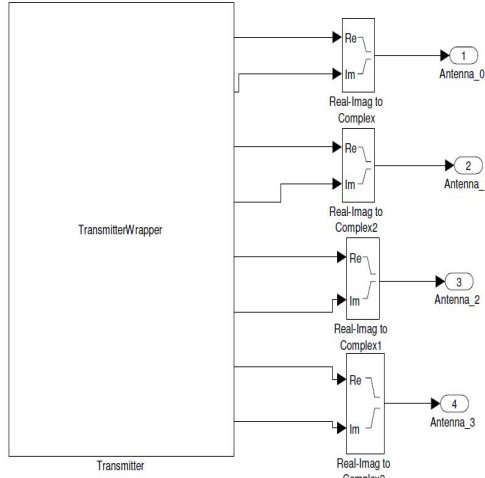 Re
Im
1
Antenna_0
Real-Imag to
Complex
Re
Im
2
Antenna_
Real-Imag to
Complex2
TransmitterWrapper
Re
Im
3
Antenna_2
Real-Imag to
Complex1
Re
Im
4
Antenna_3
Transmitter
Real-Imag to